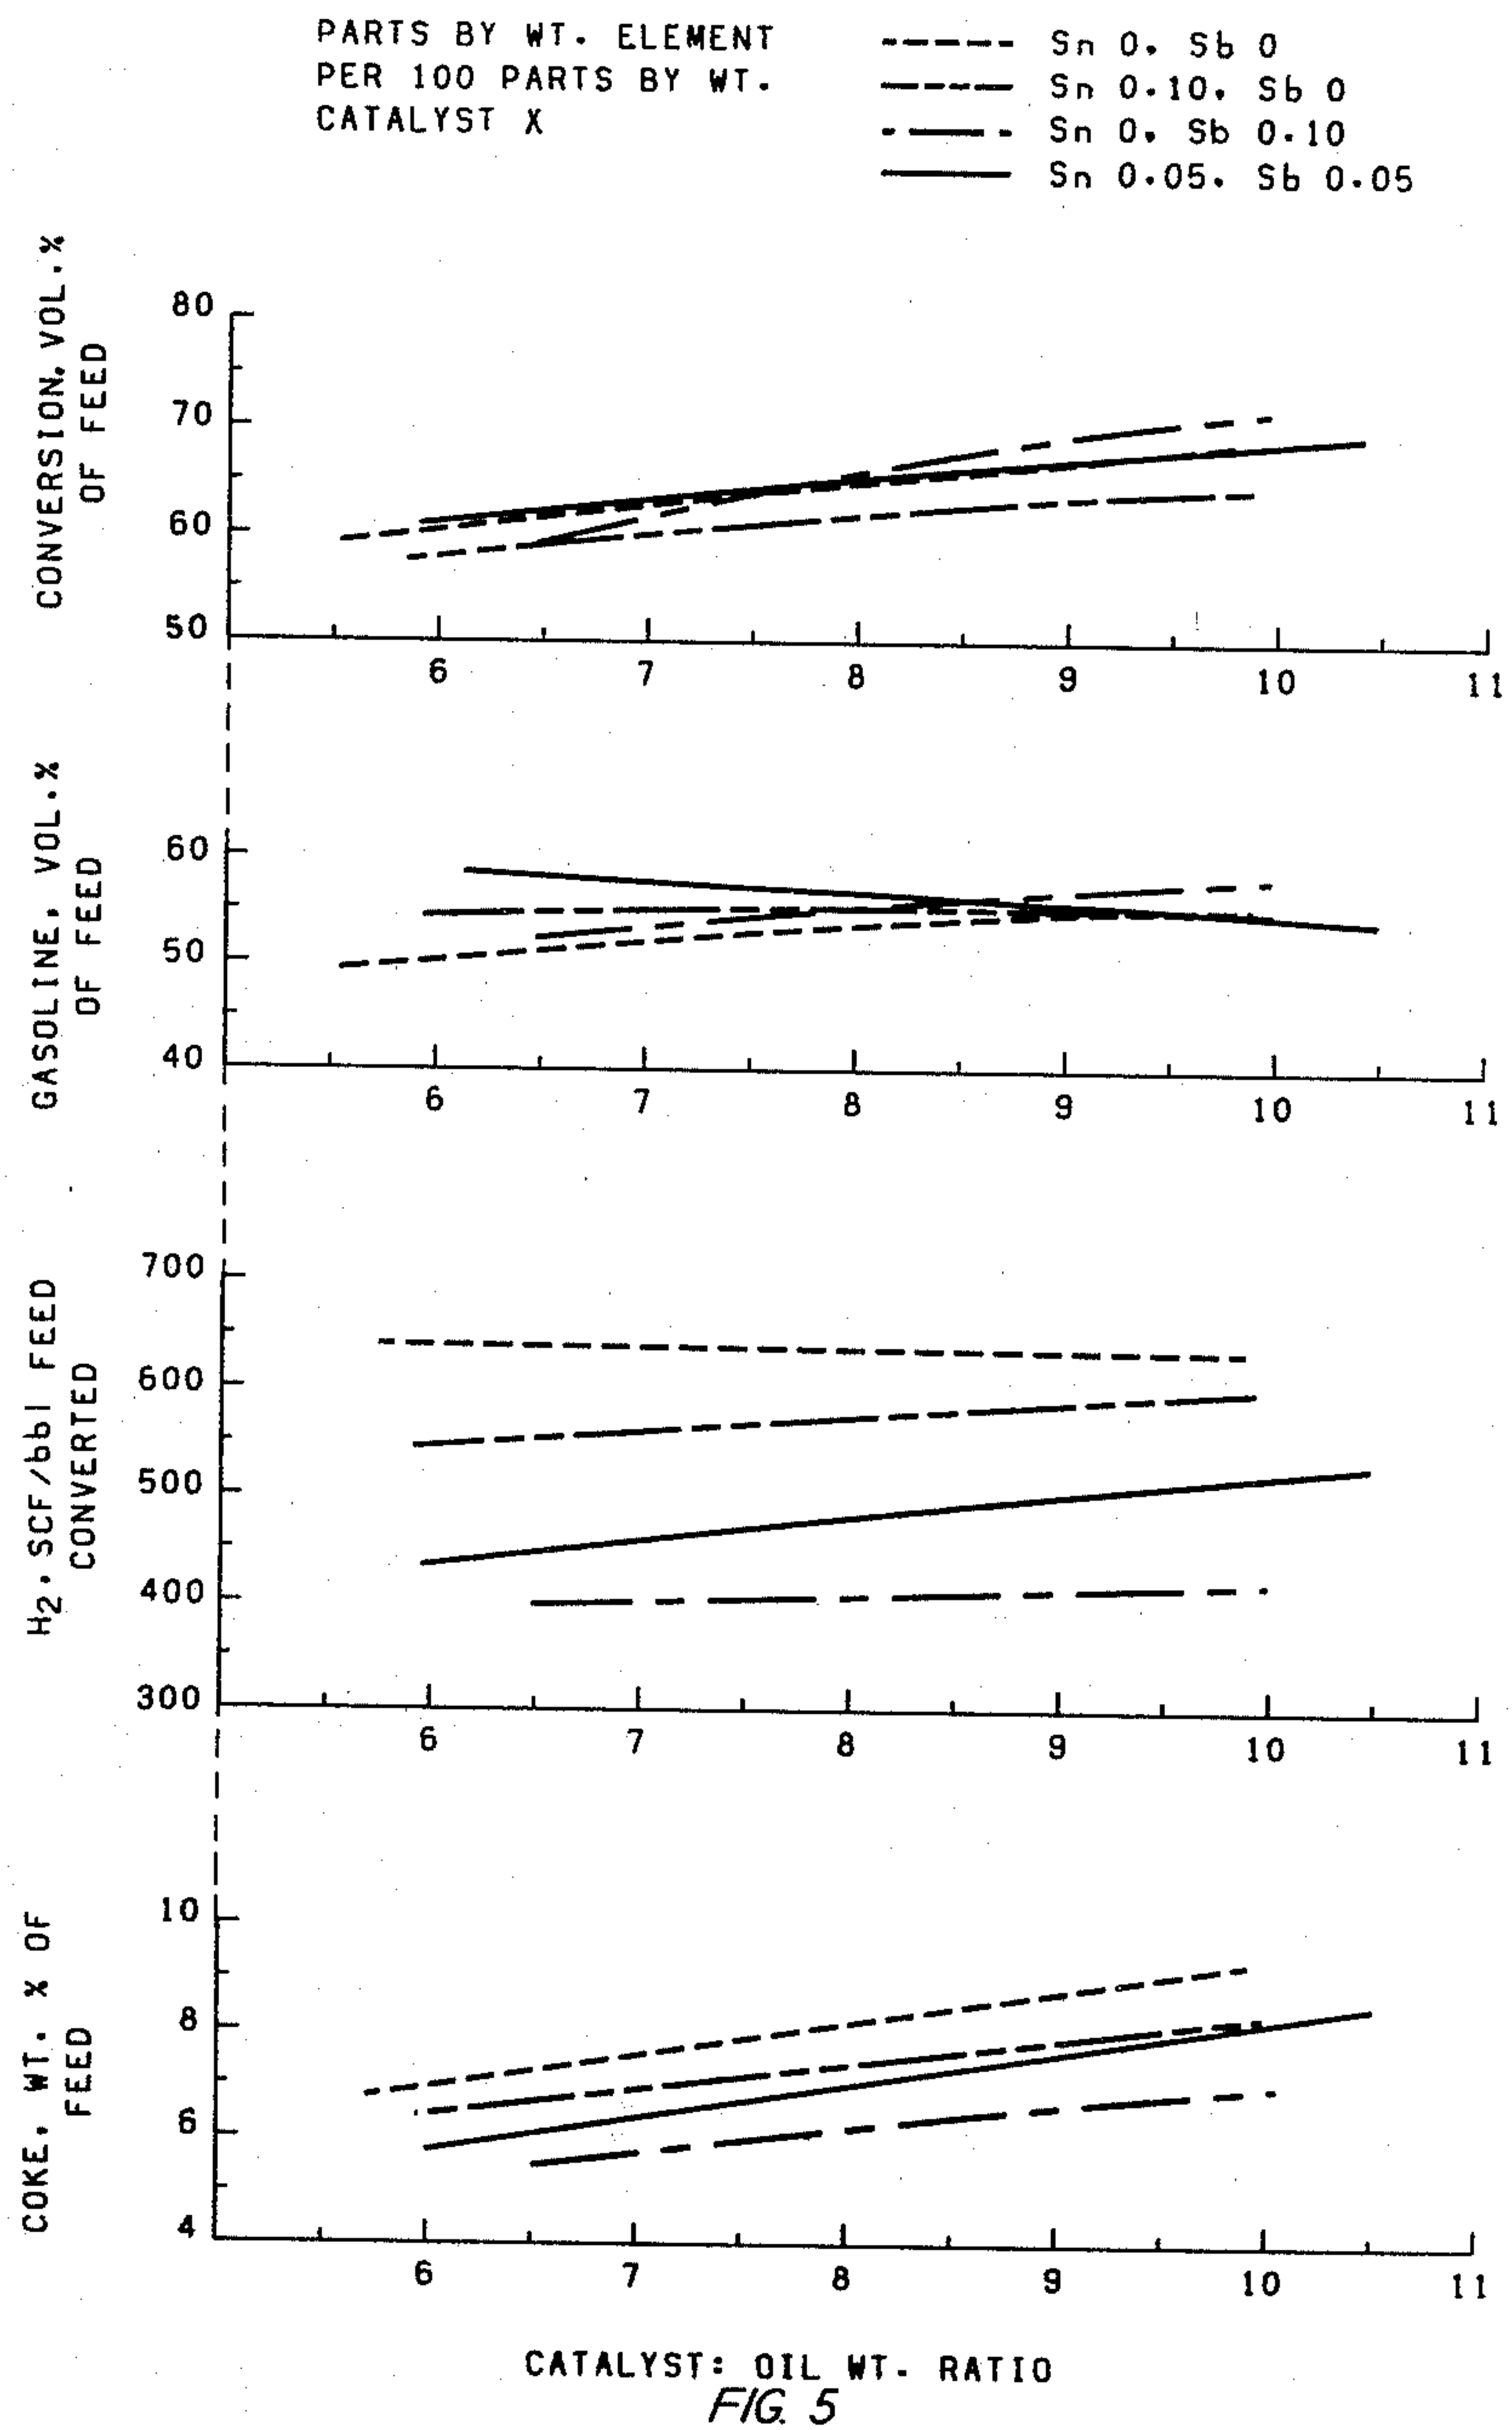 PARTS BY WT. ELEMENT
PER 100 PARTS BY WT.
CATALYST X
Sn 0, Sb 0
Sn 0.10, Sb 0
Sn 0, Sb 0.10
Sn 0.05, Sb 0.05
CONVERSION, VOL.%
OF FEED
80
70
60
50
6 7 8 9 10 11
GASOLINE, VOL.%
OF FEED
60
50
40
6 7 8 9 10 11
H2, SCF/bbl FEED
CONVERTED
700
600
500
400
300
6 7 8 9 10 11
COKE, WT. % OF
FEED
10
8
6
4
6 7 8 9 10 11
CATALYST: OIL WT. RATIO
FIG. 5